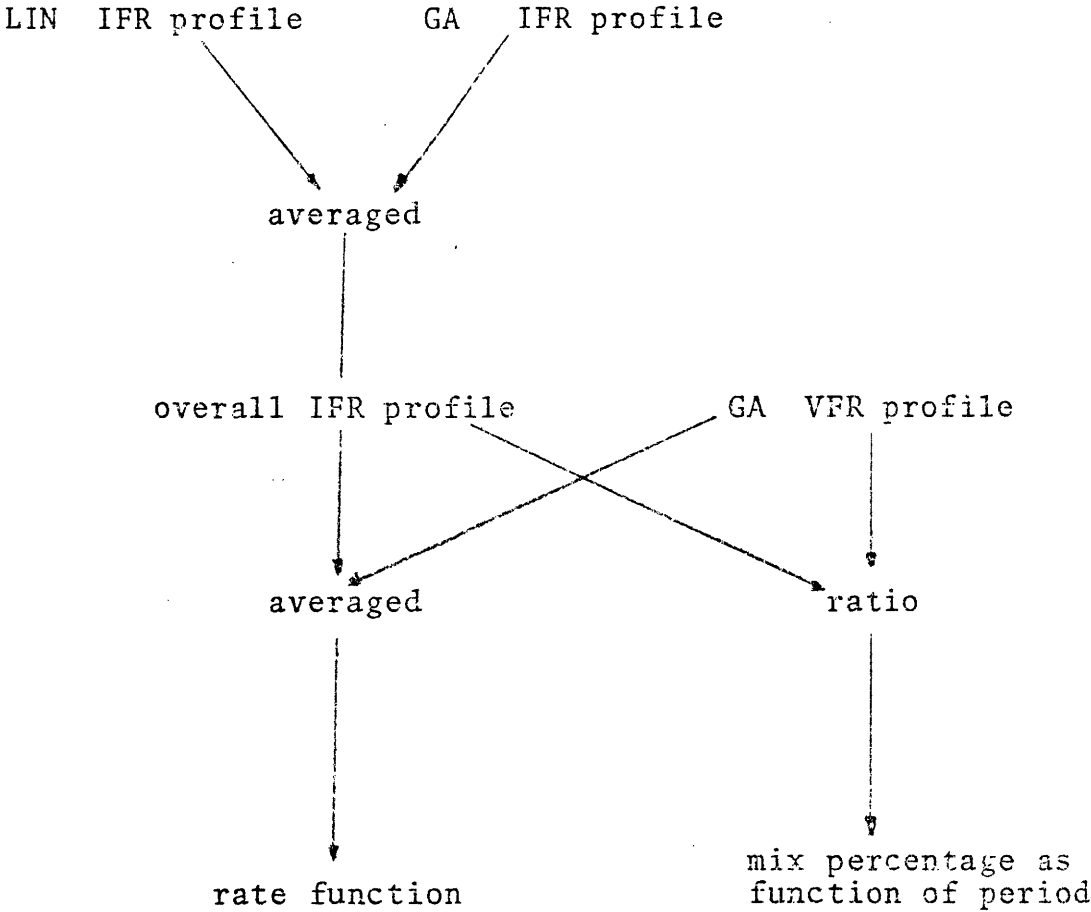 LIN IFR profile GA IFR profile
averaged
overall IFR profile GA VFR profile
averaged ratio
mix percentage as
rate function function of period